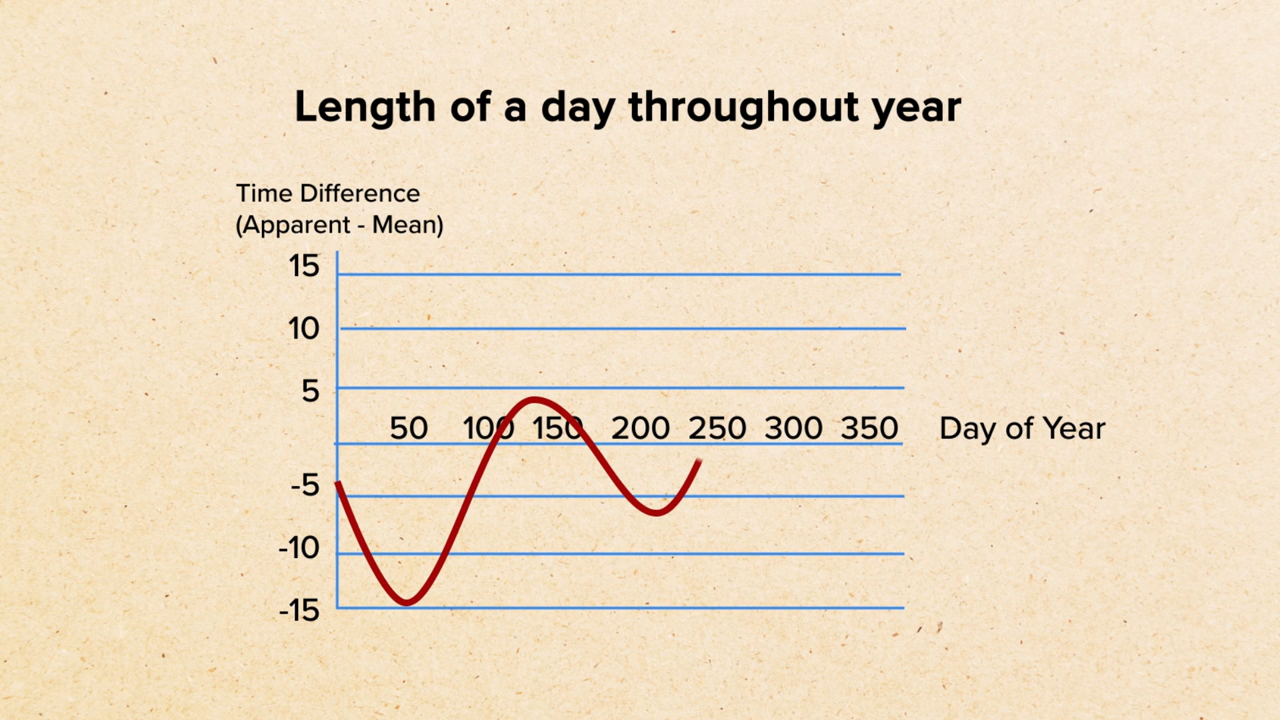 Length of a day throughout year
Time Difference
(Apparent - Mean)
15
10
5
50 100 150 200 250 300 350 Day of Year
-5
-10
-15